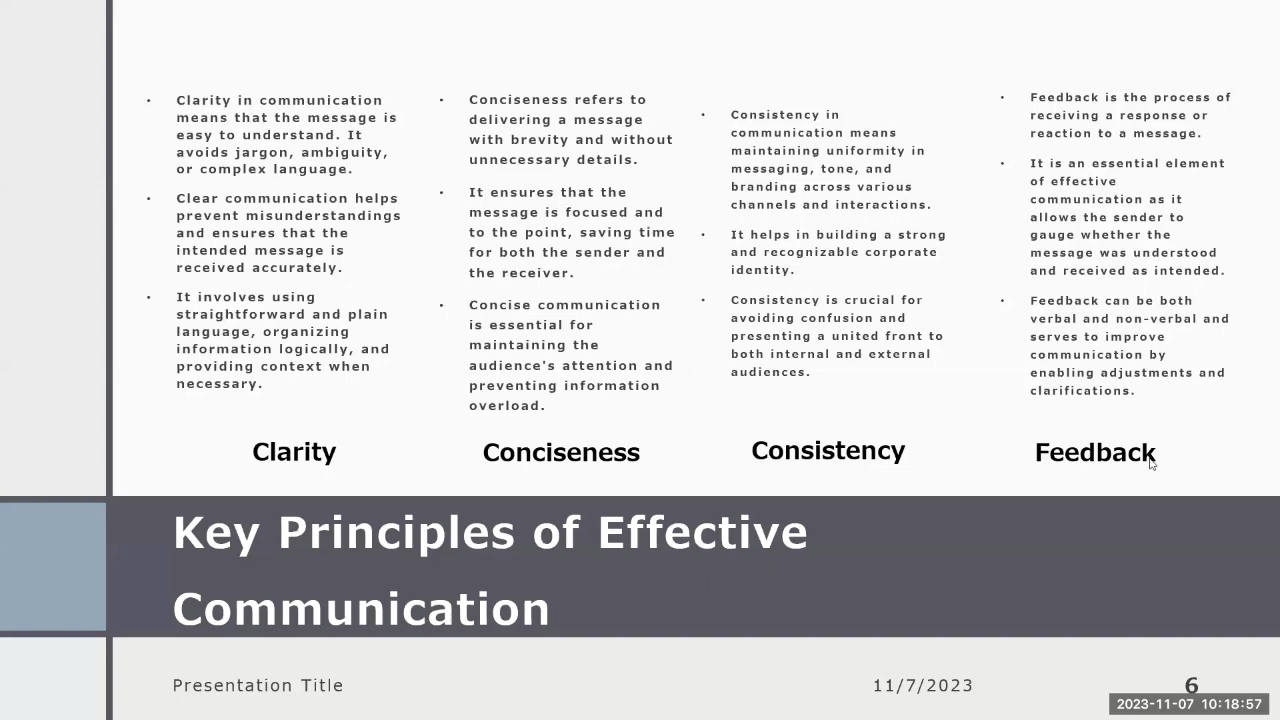 • Clarity in communication
means that the message is
easy to understand. It
avoids jargon, ambiguity,
or complex language.
• Clear communication helps
prevent misunderstandings
and ensures that the
intended message is
received accurately.
• It involves using
straightforward and plain
language, organizing
information logically, and
providing context when
necessary.
Clarity
• Conciseness refers to
delivering a message
with brevity and without
unnecessary details.
• It ensures that the
message is focused and
to the point, saving time
for both the sender and
the receiver.
• Concise communication
is essential for
maintaining the
audience's attention and
preventing information
overload.
Conciseness
• Consistency in
communication means
maintaining uniformity in
messaging, tone, and
branding across various
channels and interactions.
• It helps in building a strong
and recognizable corporate
identity.
• Consistency is crucial for
avoiding confusion and
presenting a united front to
both internal and external
audiences.
Consistency
• Feedback is the process of
receiving a response or
reaction to a message.
• It is an essential element
of effective
communication as it
allows the sender to
gauge whether the
message was understood
and received as intended.
• Feedback can be both
verbal and non-verbal and
serves to improve
communication by
enabling adjustments and
clarifications.
Feedback
Key Principles of Effective
Communication
Presentation Title
11/7/2023
6
2023-11-07 10:18:57